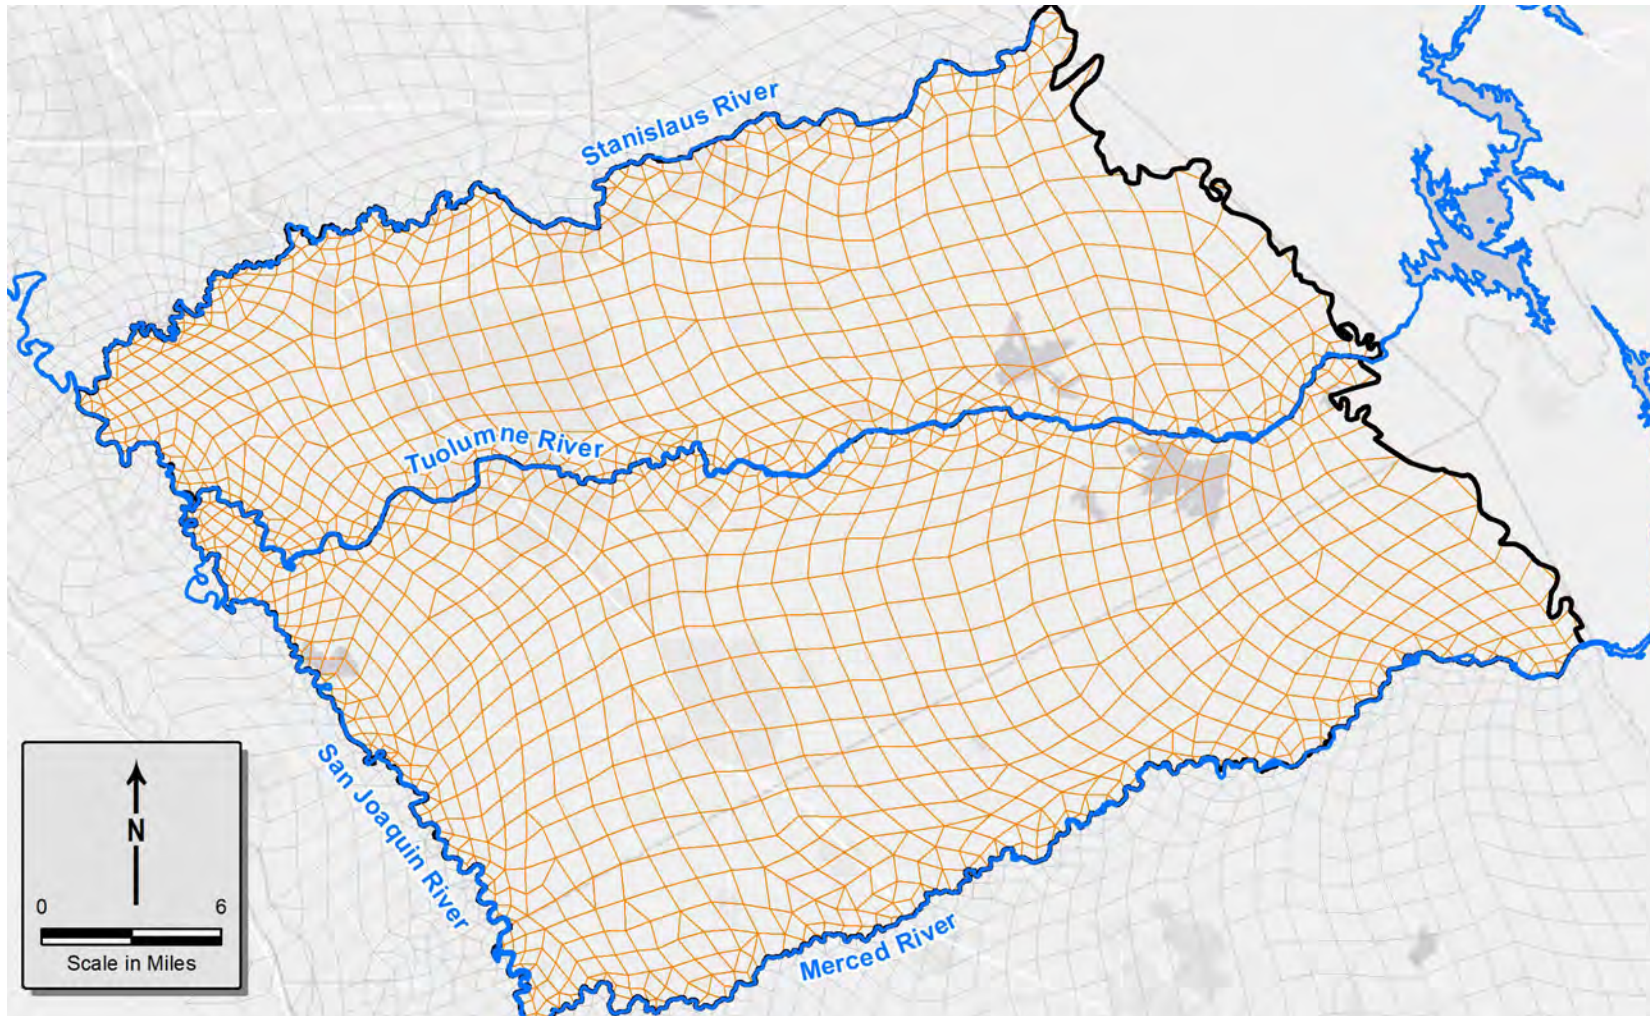 Stanislaus River
Tuolumne River
San Joaquin River
Merced River
N
0 6
Scale in Miles